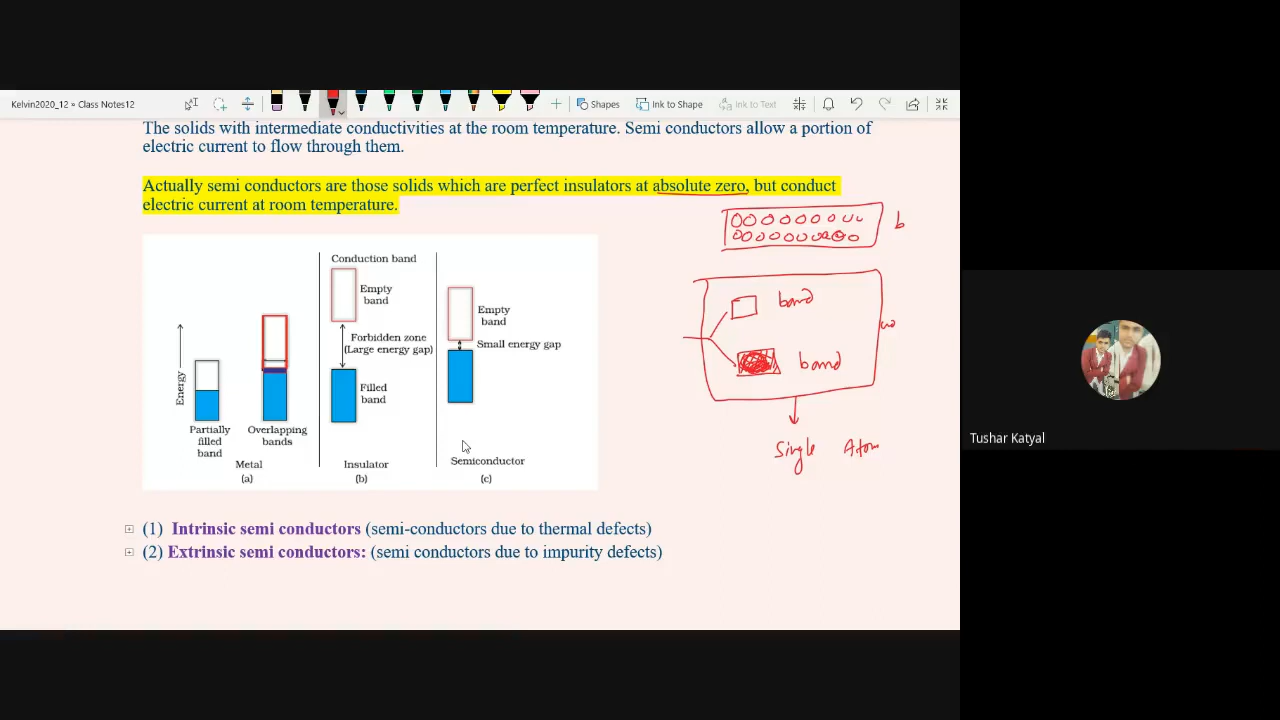 Kelvin2020_12 » Class Notes12
Shapes
Ink to Shape
Ink to Text
The solids with intermediate conductivities at the room temperature. Semi conductors allow a portion of
electric current to flow through them.
Actually semi conductors are those solids which are perfect insulators at absolute zero, but conduct
electric current at room temperature.
b
band
band
Single Atom
Conduction band
Empty
band
Forbidden zone
(Large energy gap)
Filled
band
Empty
band
Small energy gap
Energy
Partially
filled
band
Overlapping
bands
Metal
(a)
Insulator
(b)
Semiconductor
(c)
(1) Intrinsic semi conductors (semi-conductors due to thermal defects)
(2) Extrinsic semi conductors: (semi conductors due to impurity defects)
Tushar Katyal